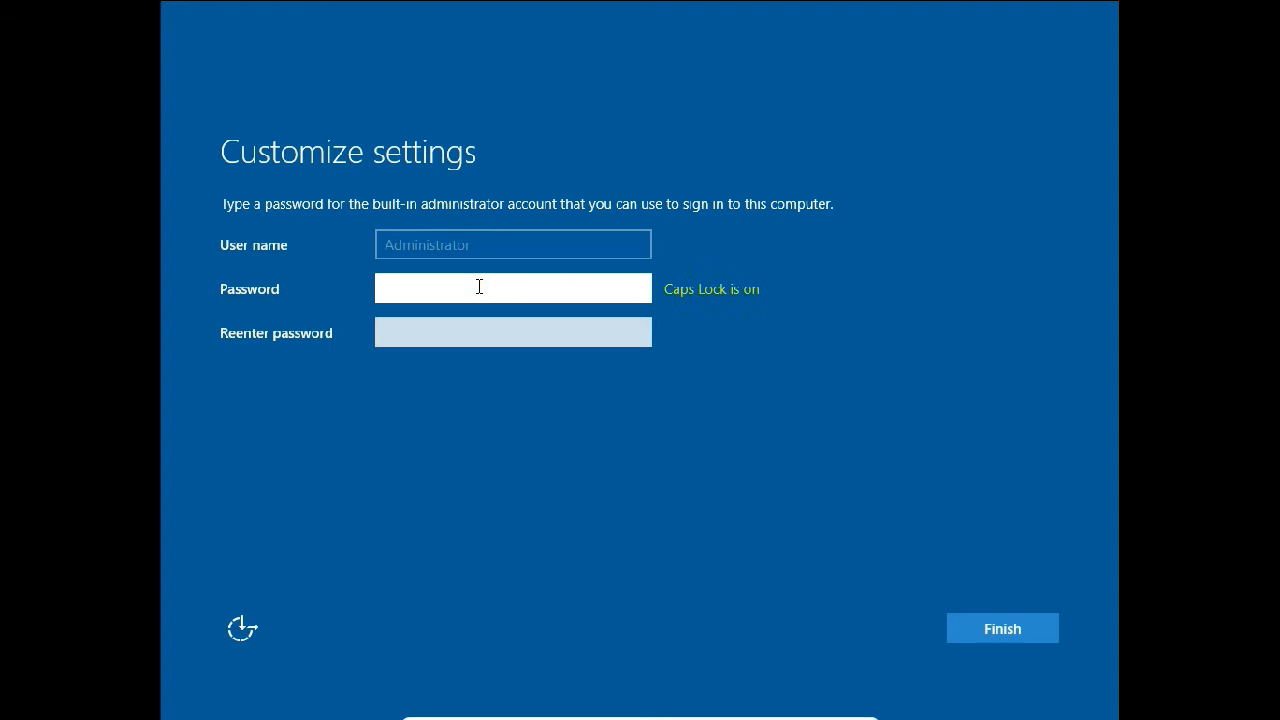 Customize settings
Type a password for the built-in administrator account that you can use to sign in to this computer.
User name Administrator
Password Caps Lock is on
Reenter password
Finish